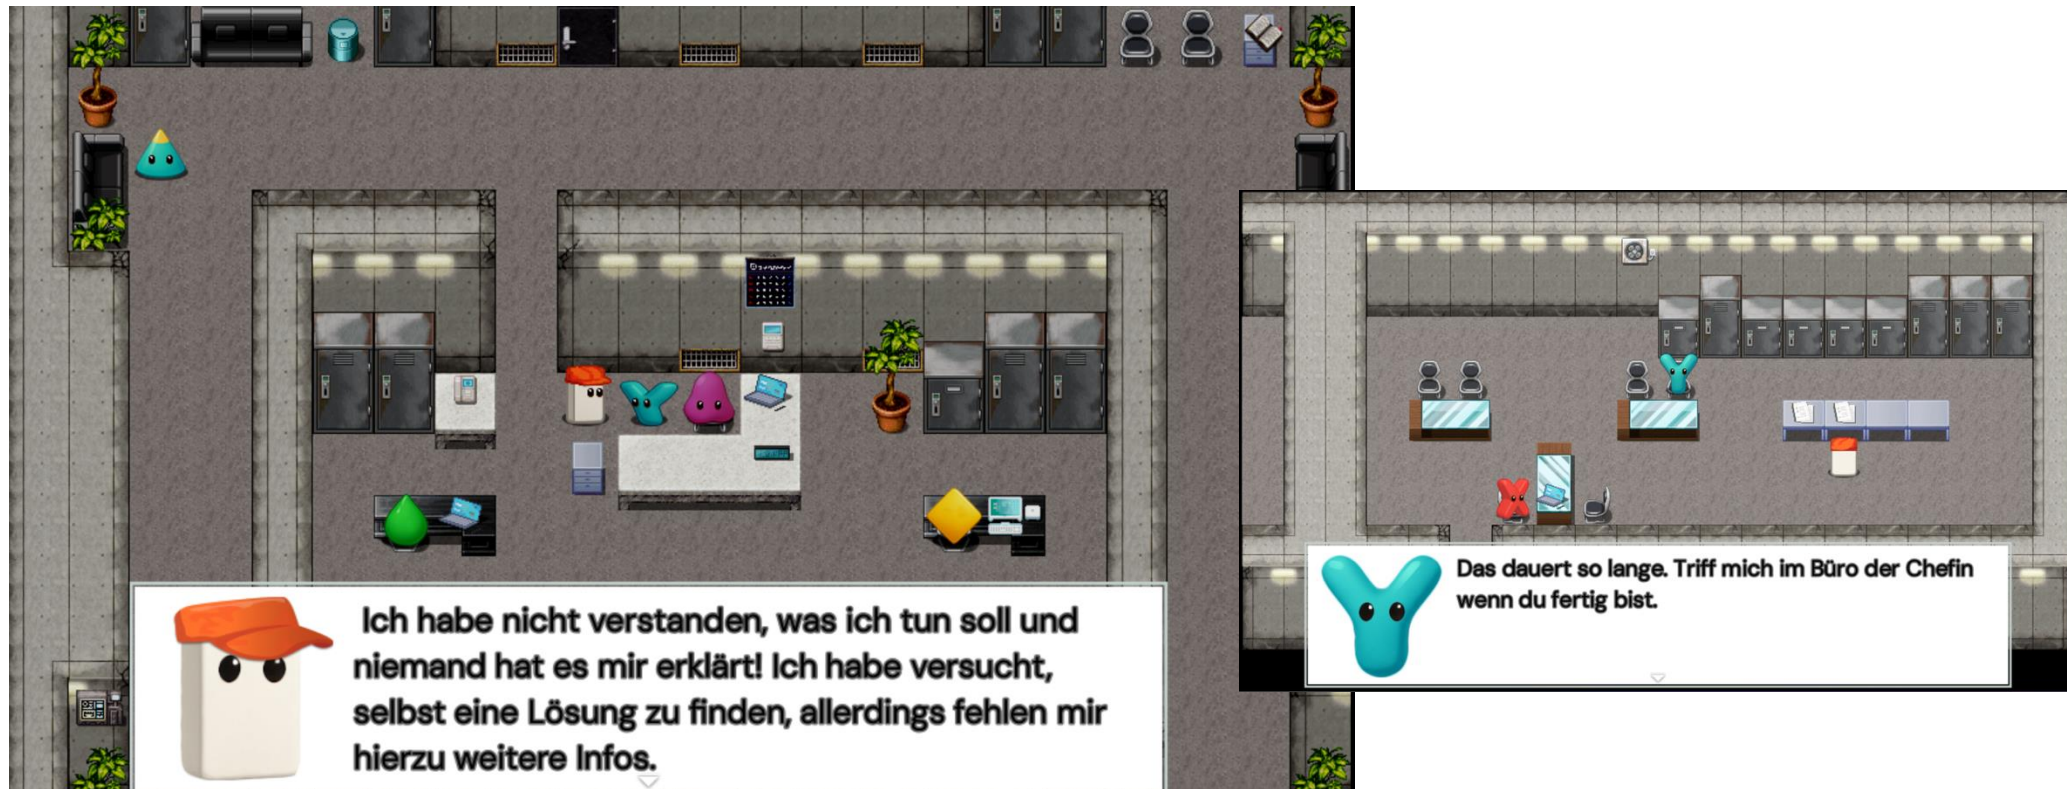 Ich habe nicht verstanden, was ich tun soll und
niemand hat es mir erklärt! Ich habe versucht,
selbst eine Lösung zu finden, allerdings fehlen mir
hierzu weitere Infos.
Das dauert so lange. Triff mich im Büro der Chefin
wenn du fertig bist.